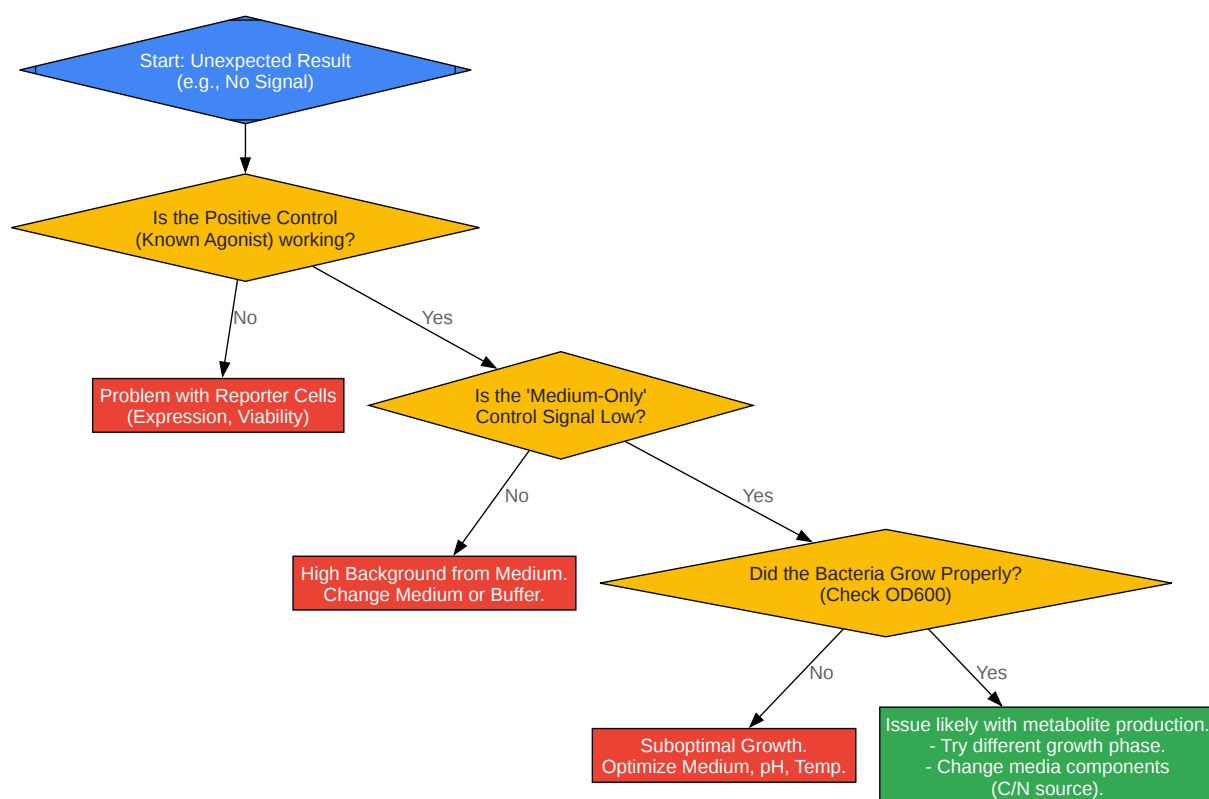 Start: Unexpected Result
(e.g., No Signal)
Is the Positive Control
(Known Agonist) working?
No
Yes
Problem with Reporter Cells
(Expression, Viability)
Is the 'Medium-Only'
Control Signal Low?
No
Yes
High Background from Medium.
Change Medium or Buffer.
Did the Bacteria Grow Properly?
(Check OD600)
No
Yes
Suboptimal Growth.
Optimize Medium, pH, Temp.
Issue likely with metabolite production.
- Try different growth phase.
- Change media components
(C/N source).